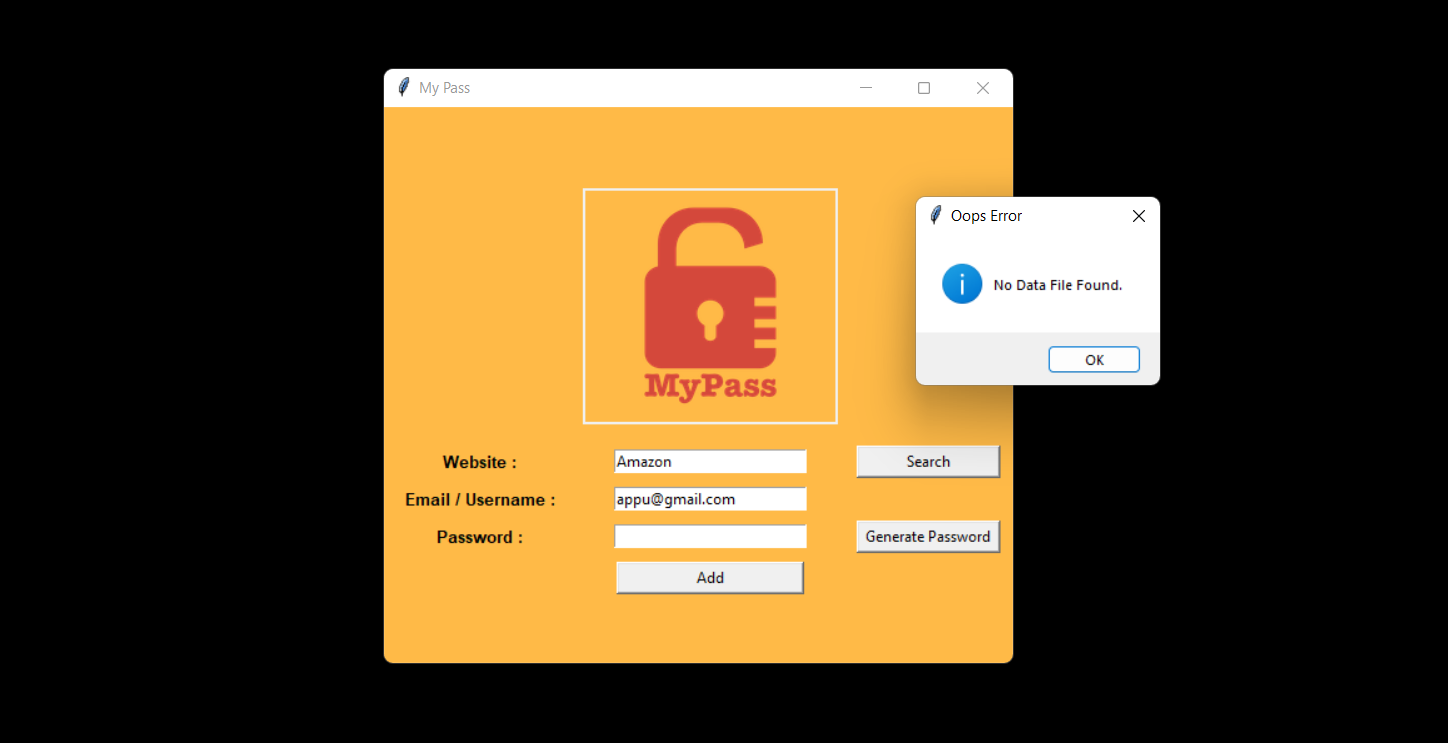 My Pass
Oops Error
No Data File Found.
OK
MyPass
Website :
Amazon
Search
Email / Username :
appu@gmail.com
Password :
Generate Password
Add